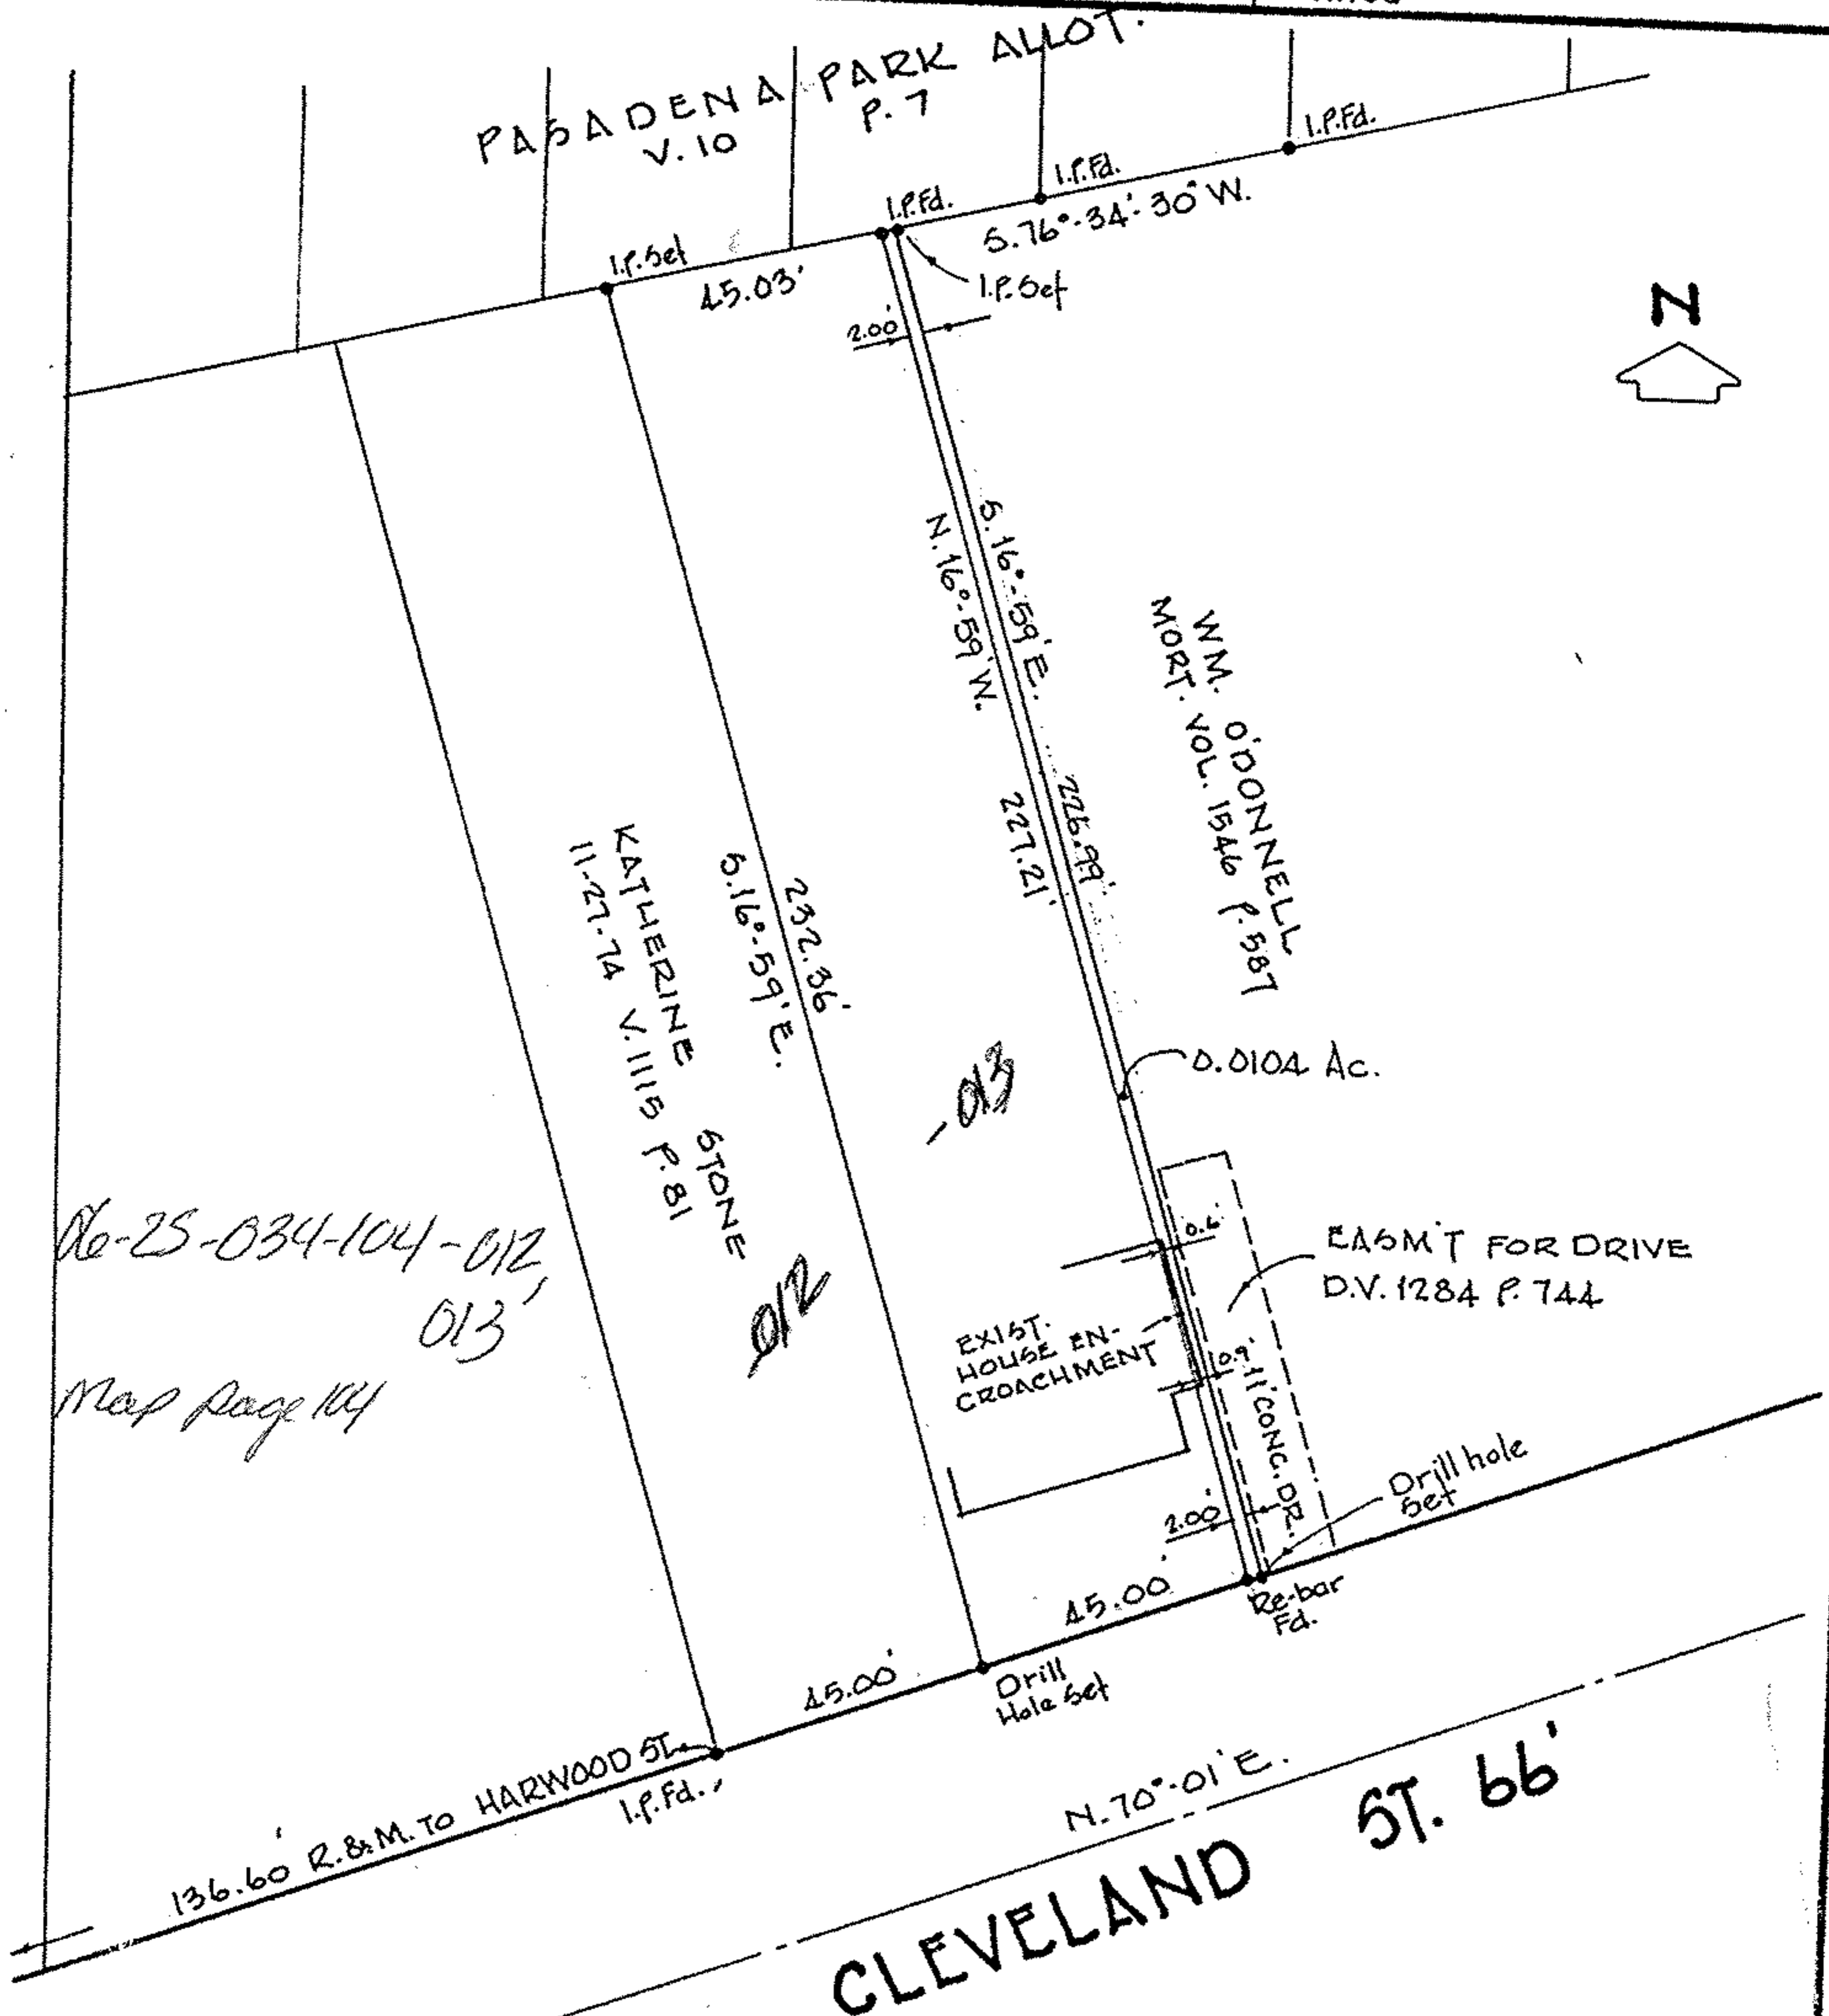 PASADENA PARK ALLOT.
V. 10 P. 7
I.P.Fd.
I.P.Fd.
I.P.Fd.
S.76°-34'-30" W.
I.P.Set
45.03'
I.P.Set
2.00'
N
S.16°-59'E.
N.16°-59'W.
226.99'
227.21'
WM. O'DONNELL
MORT. VOL. 1546 P.587
232.36'
S.16°-59'E.
KATHERINE STONE
11-27-74 V.1115 P.81
-013
0.0104 Ac.
06-25-034-104-012,
013
Map page 104
012
0.6'
EASM'T FOR DRIVE
D.V. 1284 P. 744
EXIST.
HOUSE EN-
CROACHMENT
0.9'
11' CONC. DR.
2.00'
Drill hole
Set
45.00'
Re-bar
Fd.
45.00'
Drill
Hole Set
136.60' R.&M. TO HARWOOD ST.
I.P.Fd.
N.70°-01'E.
CLEVELAND ST. 66'